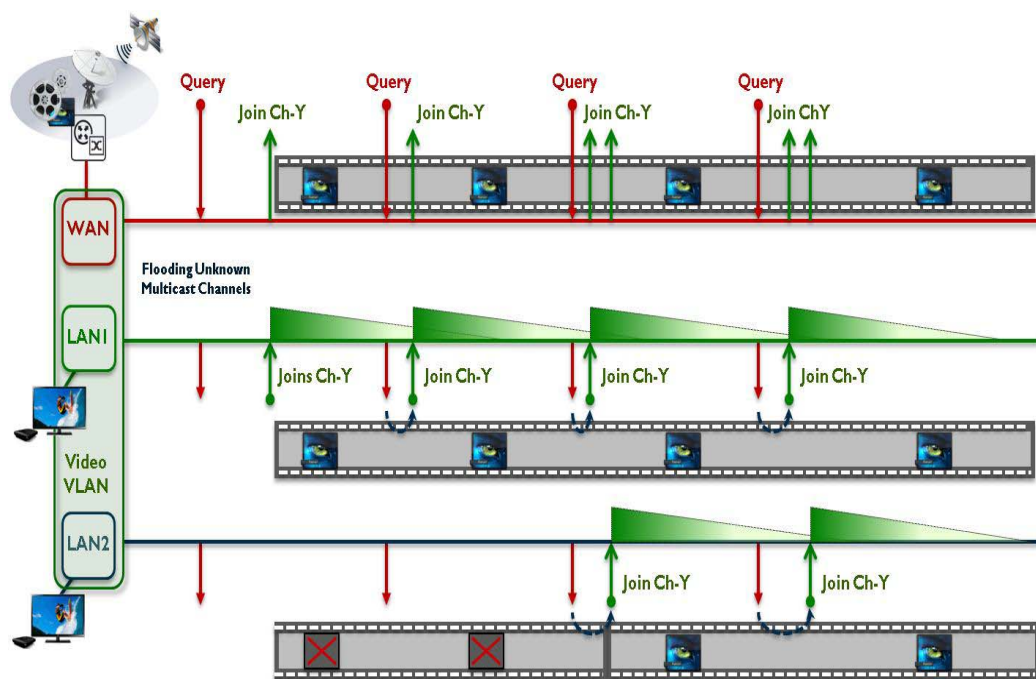 Query
Query
Query
Query
Join Ch-Y
Join Ch-Y
Join Ch-Y
Join ChY
WAN
Flooding Unknown
Multicast Channels
LAN1
Joins Ch-Y
Join Ch-Y
Join Ch-Y
Join Ch-Y
Video
VLAN
LAN2
Join Ch-Y
Join Ch-Y